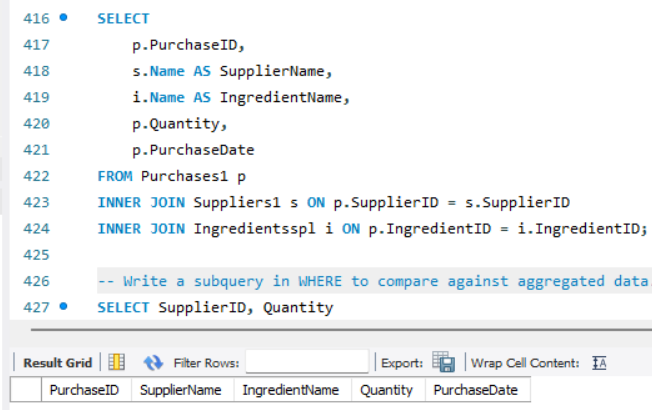 416 SELECT
417 p.PurchaseID,
418 s.Name AS SupplierName,
419 i.Name AS IngredientName,
420 p.Quantity,
421 p.PurchaseDate
422 FROM Purchases1 p
423 INNER JOIN Suppliers1 s ON p.SupplierID = s.SupplierID
424 INNER JOIN Ingredientsspl i ON p.IngredientID = i.IngredientID;
425
426 -- Write a subquery in WHERE to compare against aggregated data.
427 SELECT SupplierID, Quantity
Result Grid Filter Rows: Export: Wrap Cell Content: IA
PurchaseID SupplierName IngredientName Quantity PurchaseDate